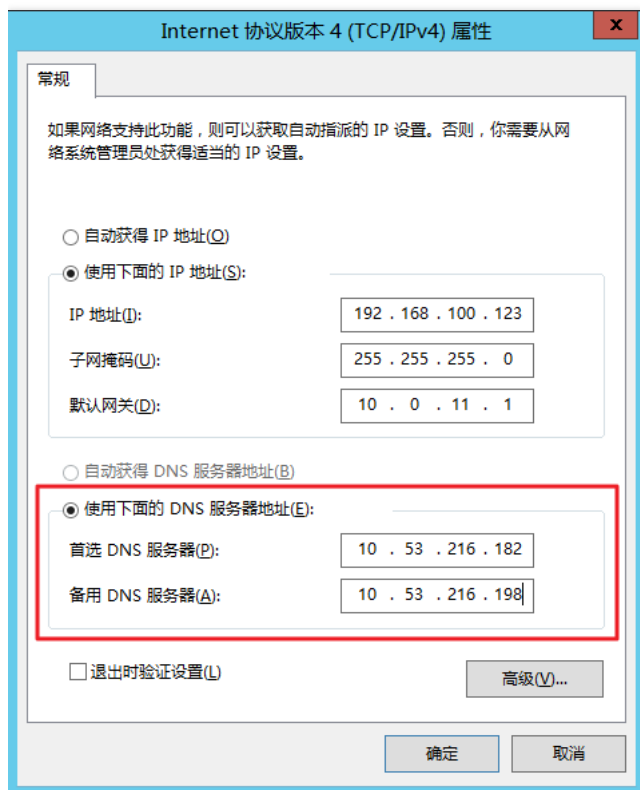 Internet 协议版本 4 (TCP/IPv4) 属性
x
常规
如果网络支持此功能，则可以获取自动指派的 IP 设置。否则，你需要从网
络系统管理员处获得适当的 IP 设置。
自动获得 IP 地址(O)
使用下面的 IP 地址(S):
IP 地址(I): 192 . 168 . 100 . 123
子网掩码(U): 255 . 255 . 255 . 0
默认网关(D): 10 . 0 . 11 . 1
自动获得 DNS 服务器地址(B)
使用下面的 DNS 服务器地址(E):
首选 DNS 服务器(P): 10 . 53 . 216 . 182
备用 DNS 服务器(A): 10 . 53 . 216 . 198
退出时验证设置(L)
高级(V)...
确定 取消